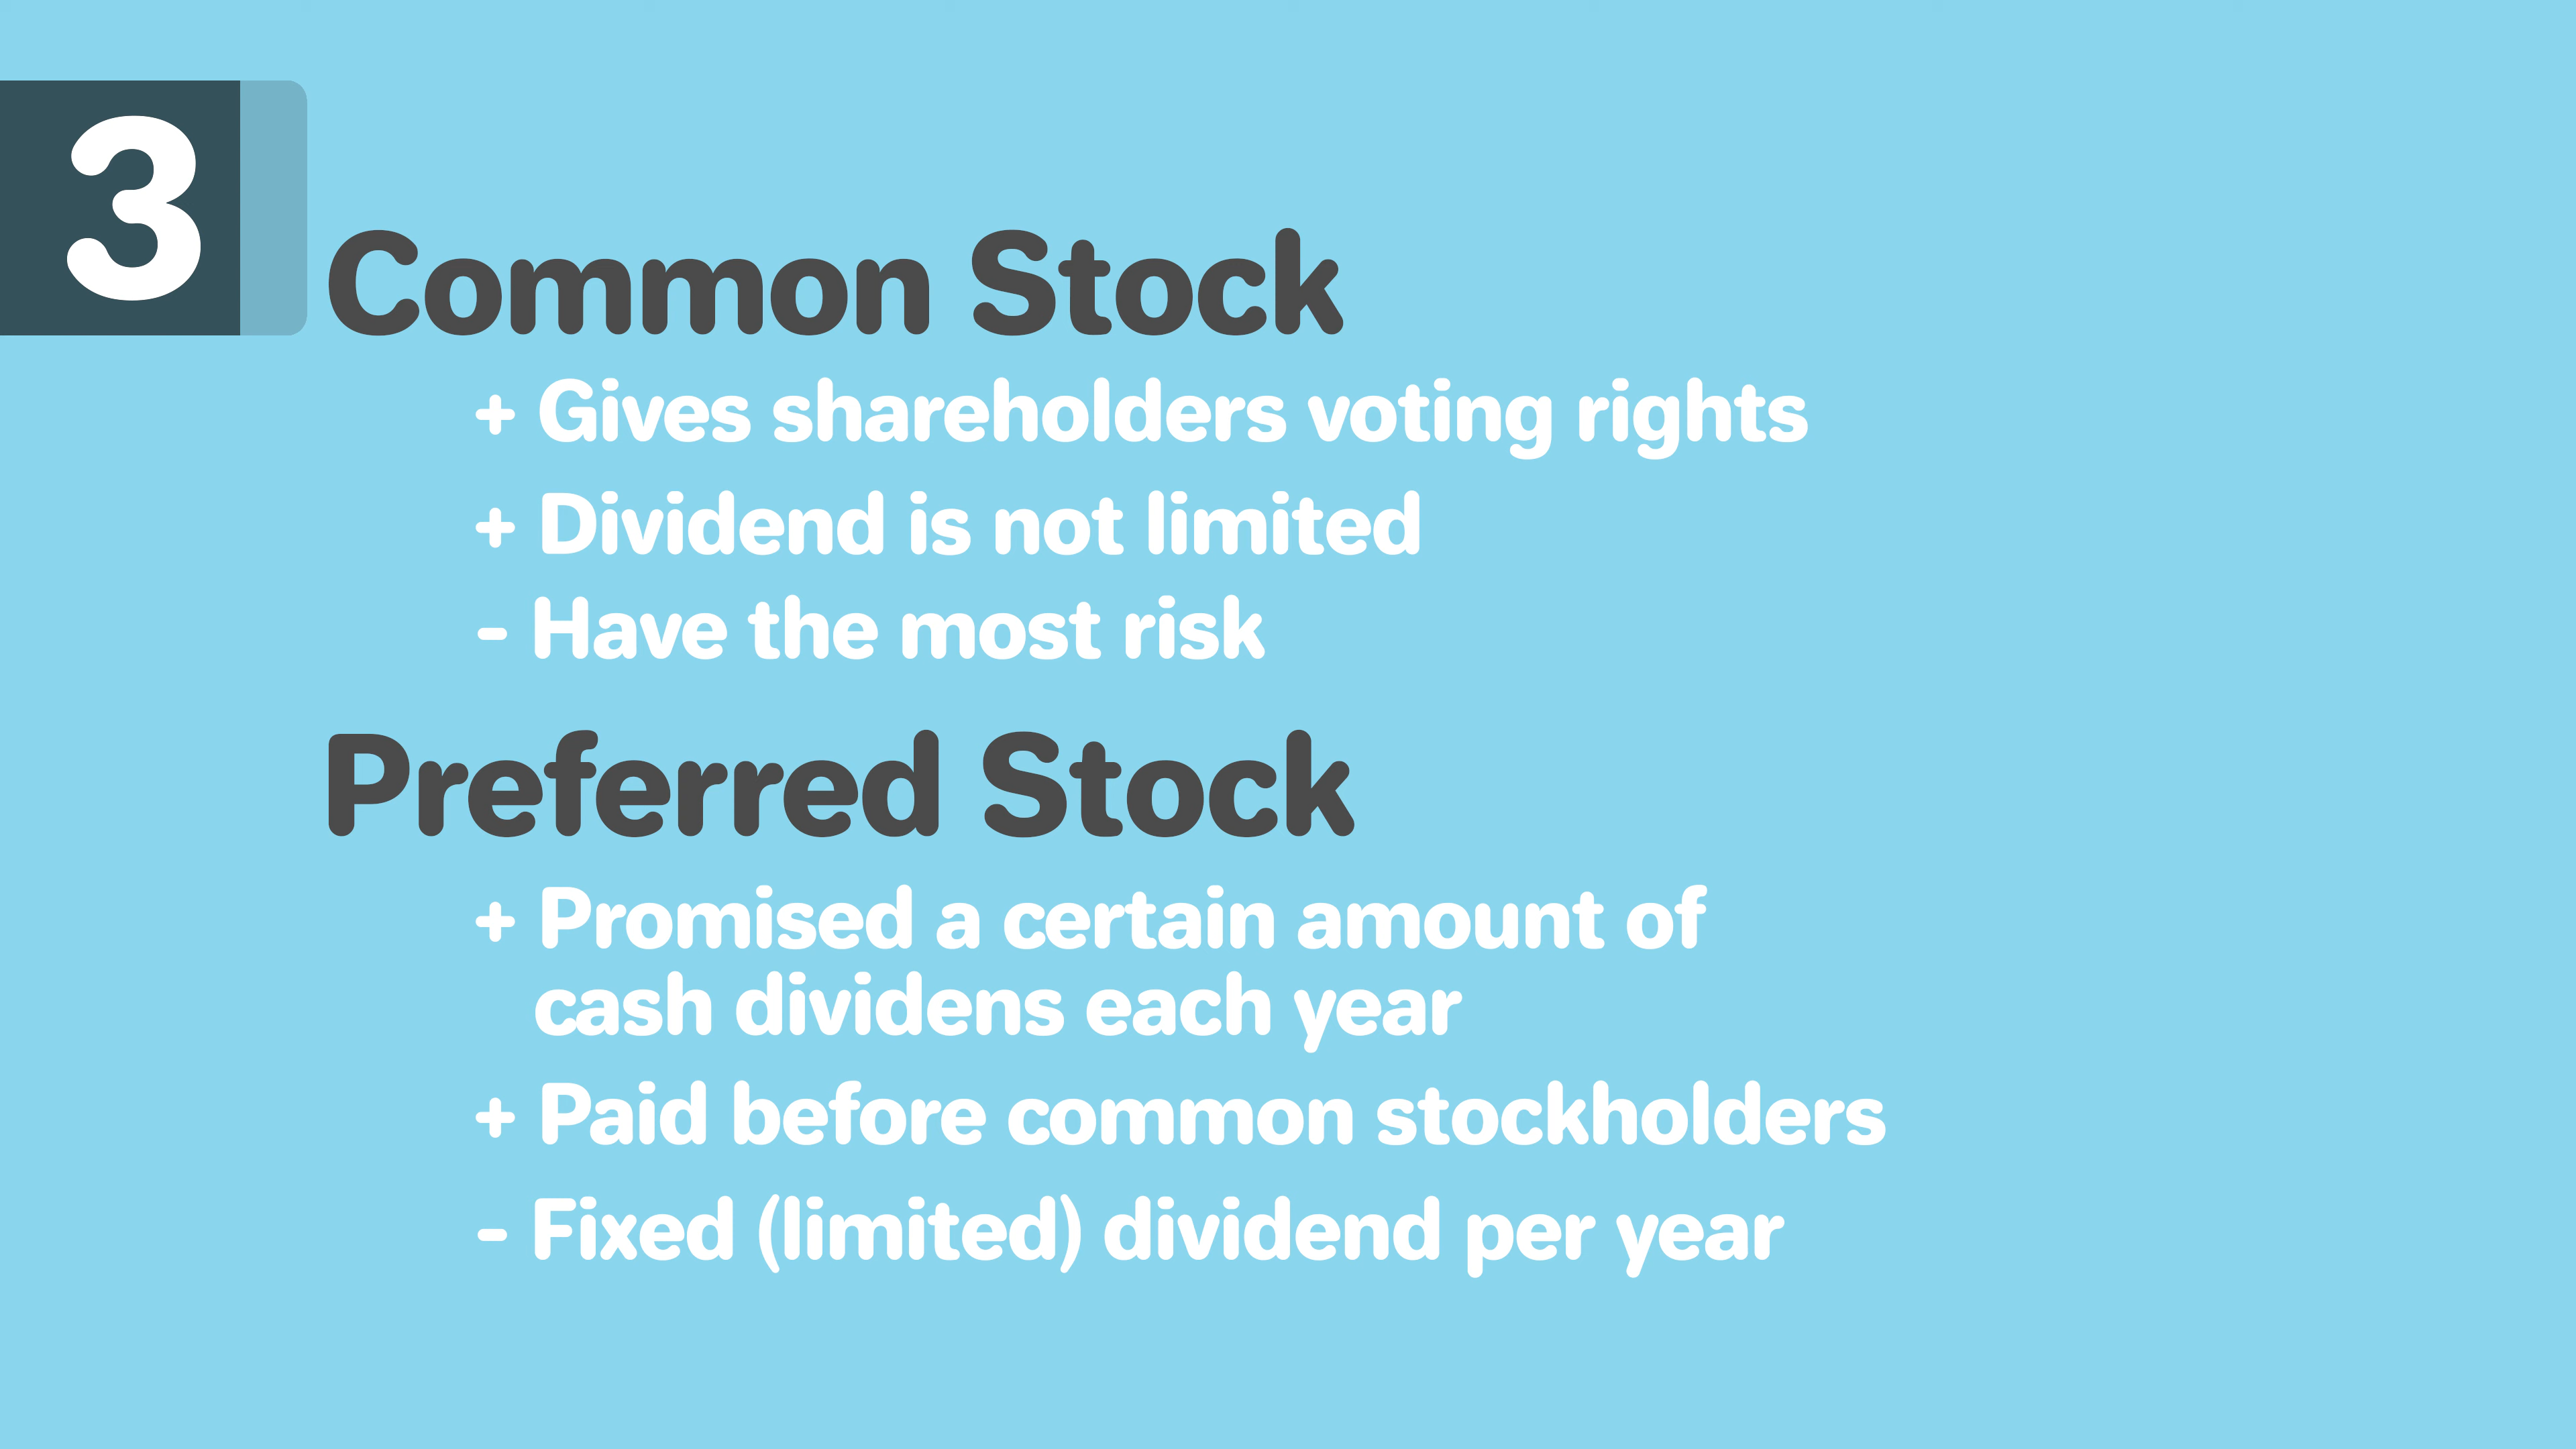 3
Common Stock
+ Gives shareholders voting rights
+ Dividend is not limited
- Have the most risk
Preferred Stock
+ Promised a certain amount of
cash dividens each year
+ Paid before common stockholders
- Fixed (limited) dividend per year